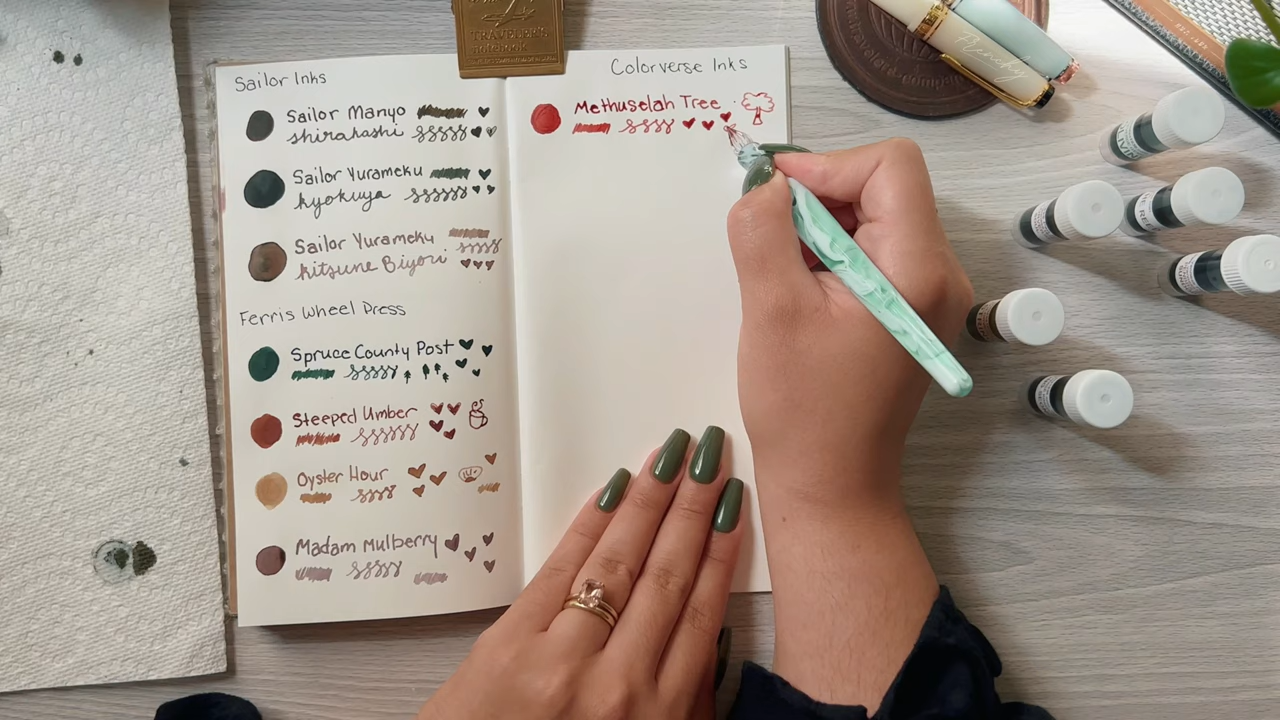 TRAVELER'S
notebook
Sailor Inks
Sailor Manyo
shirakashi
Sailor Yurameku
kyokuya
Sailor Yurameku
kitsune Biyori
Ferris Wheel Press
Spruce County Post
Steeped Umber
Oyster Hour
Madam Mulberry
Colorverse Inks
Methuselah Tree